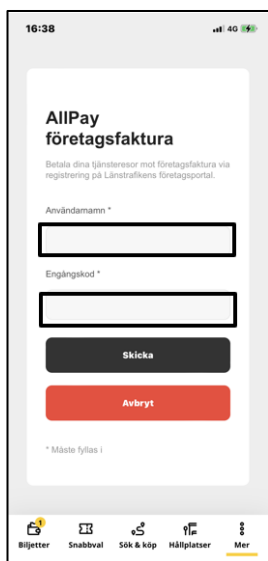 16:38
4G
AllPay
företagsfaktura
Betala dina tjänsteresor mot företagsfaktura via
registrering på Länstrafikens företagsportal.
Användarnamn *
Engångskod *
Skicka
Avbryt
* Måste fyllas i
1
Biljetter Snabbval Sök & köp Hållplatser Mer